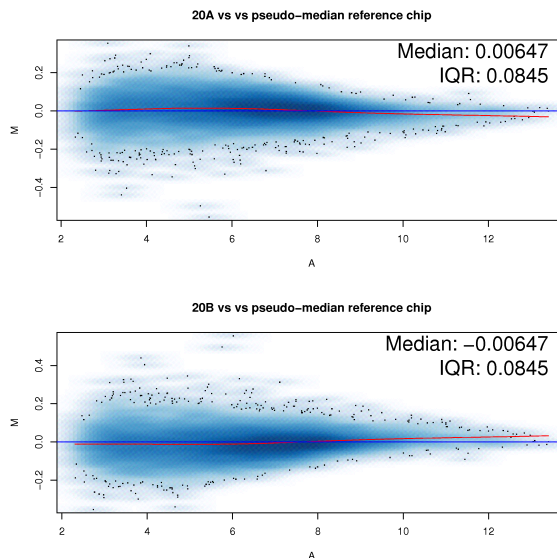 20A vs vs pseudo-median reference chip
Median: 0.00647
IQR: 0.0845
0.2
0.0
−0.2
−0.4
M
2 4 6 8 10 12
A
20B vs vs pseudo-median reference chip
Median: −0.00647
IQR: 0.0845
0.4
0.2
0.0
−0.2
M
2 4 6 8 10 12
A